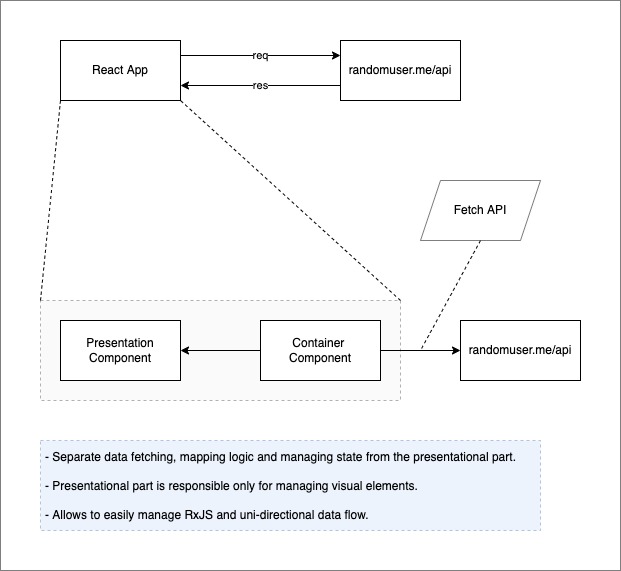 React App
req
res
randomuser.me/api
Fetch API
Presentation
Component
Container
Component
randomuser.me/api
- Separate data fetching, mapping logic and managing state from the presentational part.
- Presentational part is responsible only for managing visual elements.
- Allows to easily manage RxJS and uni-directional data flow.